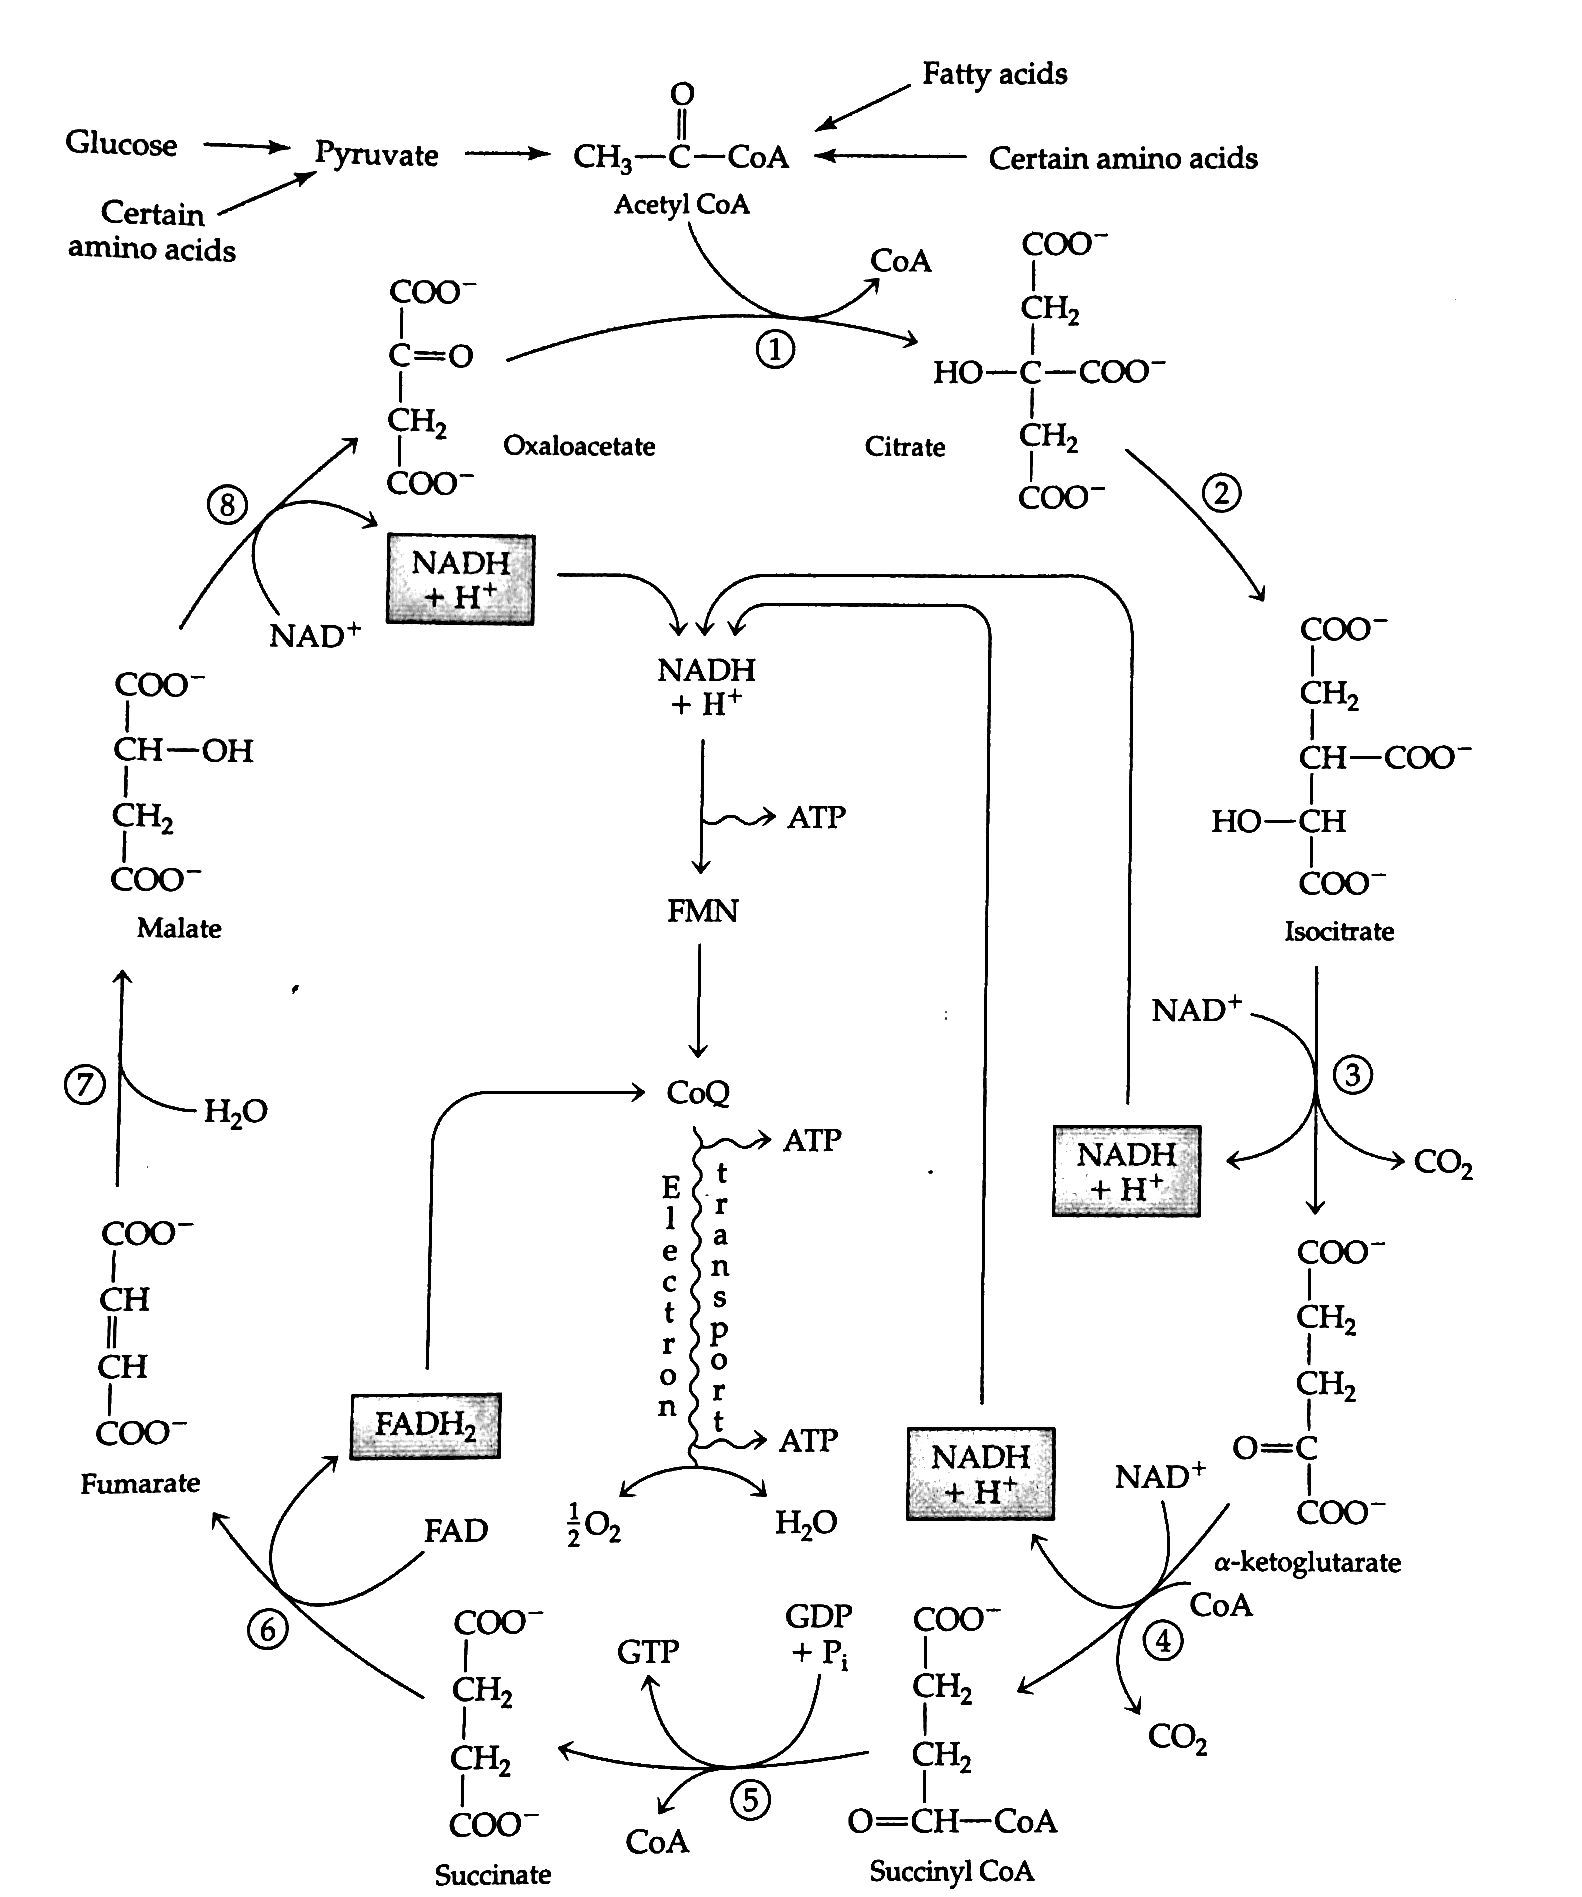 Fatty acids
Glucose
Pyruvate
O
CH₃—C—CoA
Certain amino acids
Acetyl CoA
Certain
amino acids
CoA
COO⁻
C=O
CH₂
COO⁻
Oxaloacetate
①
COO⁻
CH₂
HO—C—COO⁻
CH₂
COO⁻
Citrate
②
⑧
NADH
+ H⁺
NAD⁺
NADH
+ H⁺
ATP
FMN
CoQ
ATP
Electron
transport
ATP
½O₂
H₂O
COO⁻
CH₂
CH—COO⁻
HO—CH
COO⁻
Isocitrate
NAD⁺
③
NADH
+ H⁺
CO₂
COO⁻
CH₂
CH₂
O=C
COO⁻
α-ketoglutarate
NAD⁺
NADH
+ H⁺
CoA
④
CO₂
COO⁻
CH₂
CH₂
O=CH—CoA
Succinyl CoA
GDP
+ Pᵢ
GTP
⑤
CoA
COO⁻
CH₂
CH₂
COO⁻
Succinate
⑥
FAD
FADH₂
COO⁻
CH
CH
COO⁻
Fumarate
⑦
H₂O
COO⁻
CH—OH
CH₂
COO⁻
Malate